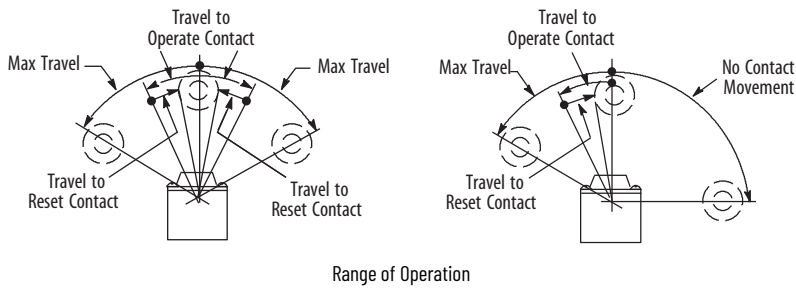 Travel to
Operate Contact
Max Travel
Max Travel
Travel to
Reset Contact
Travel to
Reset Contact
Travel to
Operate Contact
Max Travel
No Contact
Movement
Travel to
Reset Contact
Range of Operation